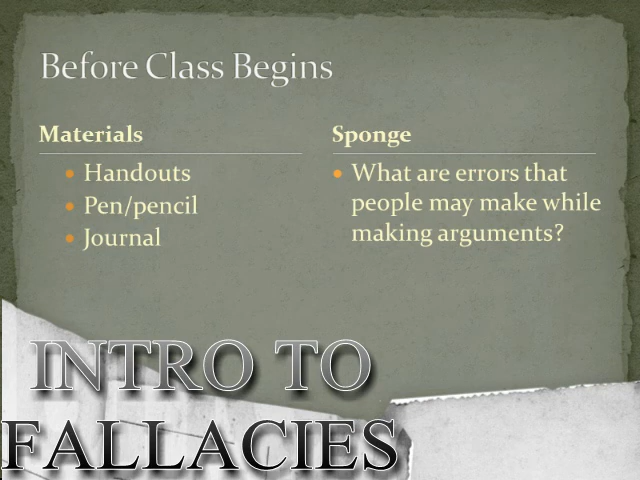 Before Class Begins
Materials
Handouts
Pen/pencil
Journal
Sponge
What are errors that
people may make while
making arguments?
INTRO TO
FALLACIES